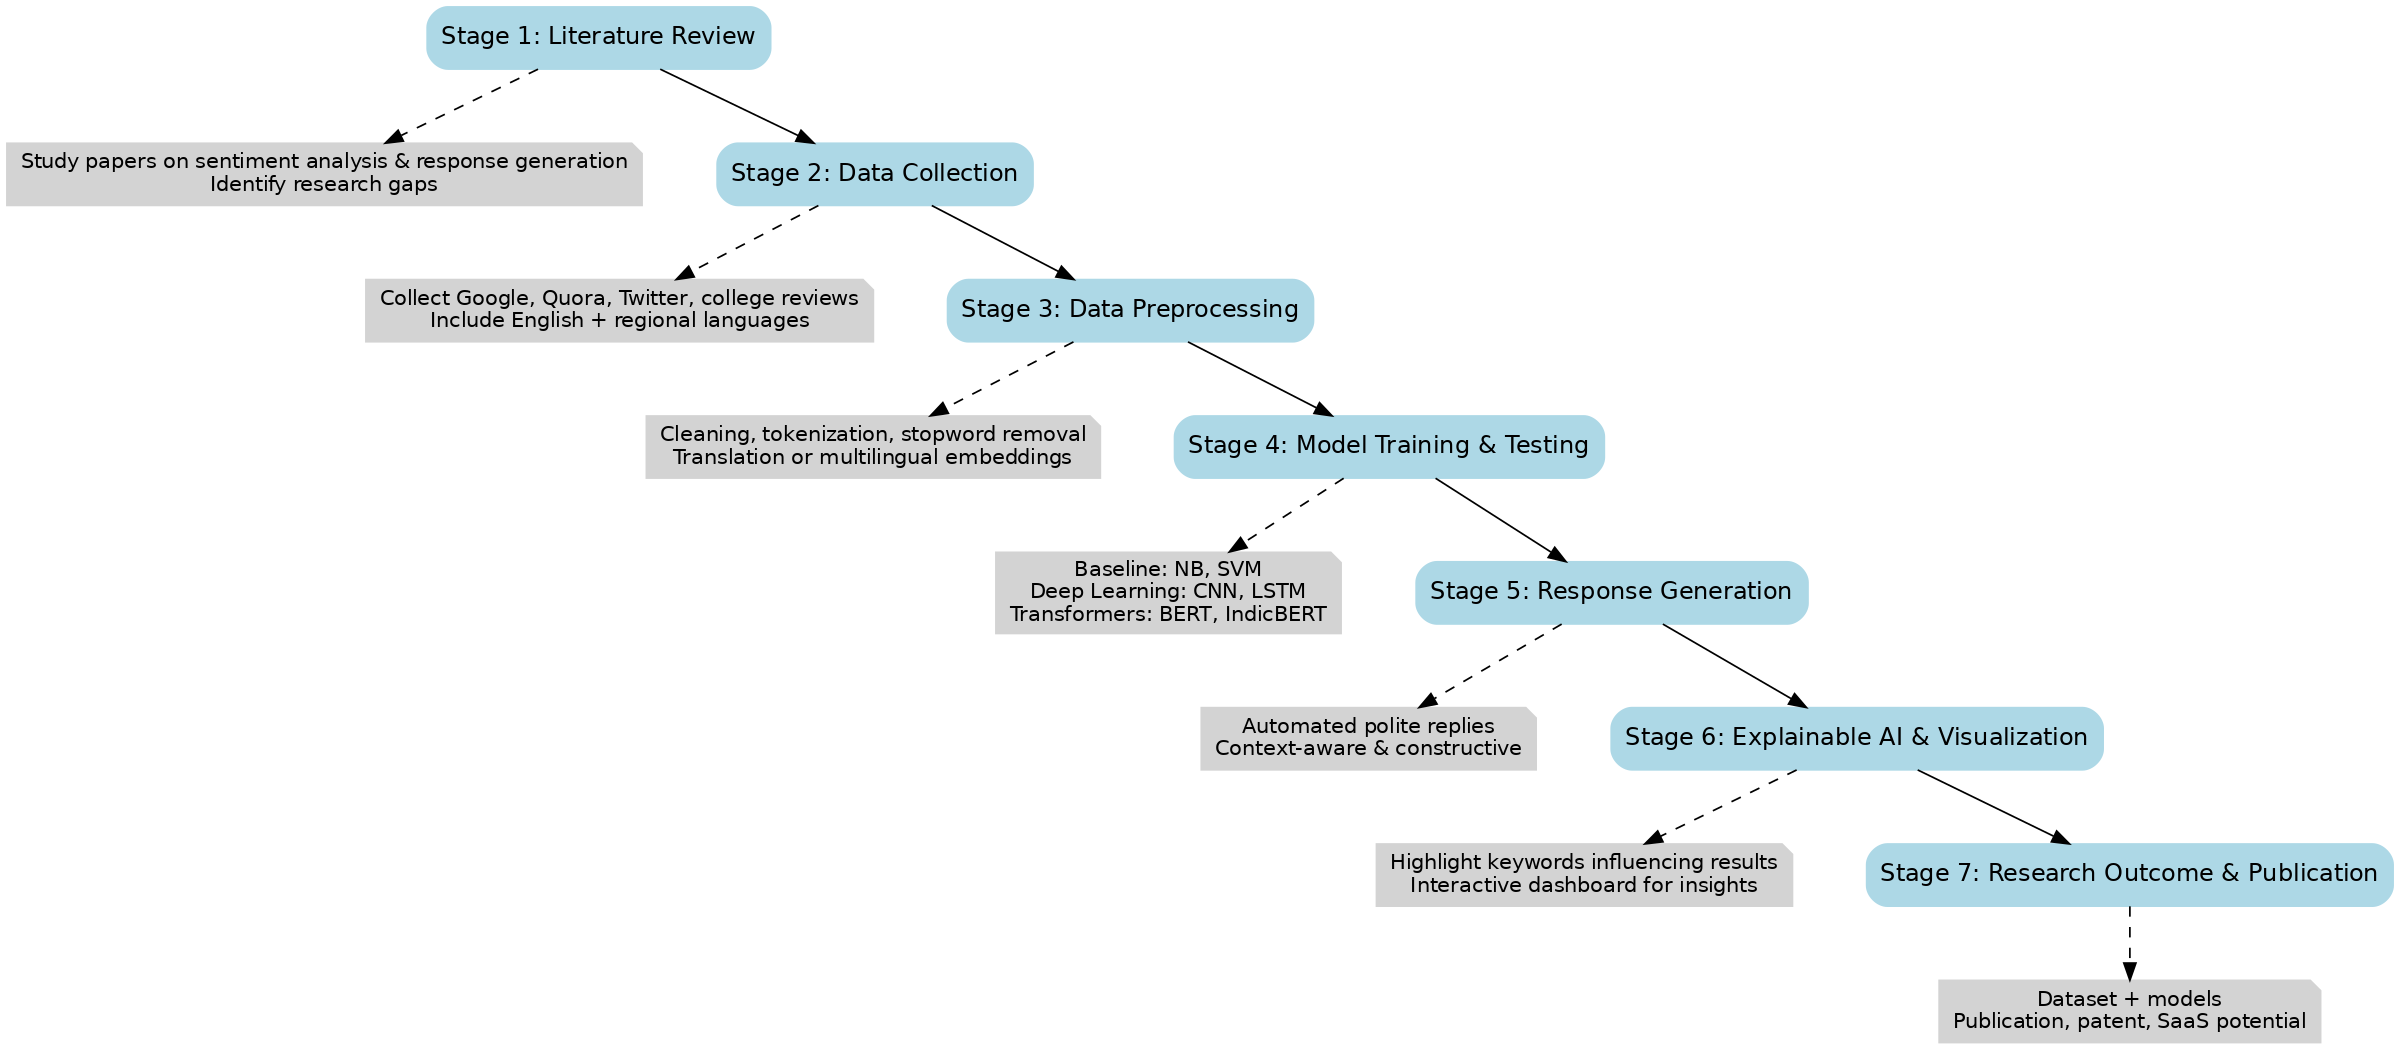 Stage 1: Literature Review
Study papers on sentiment analysis & response generation
Identify research gaps
Stage 2: Data Collection
Collect Google, Quora, Twitter, college reviews
Include English + regional languages
Stage 3: Data Preprocessing
Cleaning, tokenization, stopword removal
Translation or multilingual embeddings
Stage 4: Model Training & Testing
Baseline: NB, SVM
Deep Learning: CNN, LSTM
Transformers: BERT, IndicBERT
Stage 5: Response Generation
Automated polite replies
Context-aware & constructive
Stage 6: Explainable AI & Visualization
Highlight keywords influencing results
Interactive dashboard for insights
Stage 7: Research Outcome & Publication
Dataset + models
Publication, patent, SaaS potential